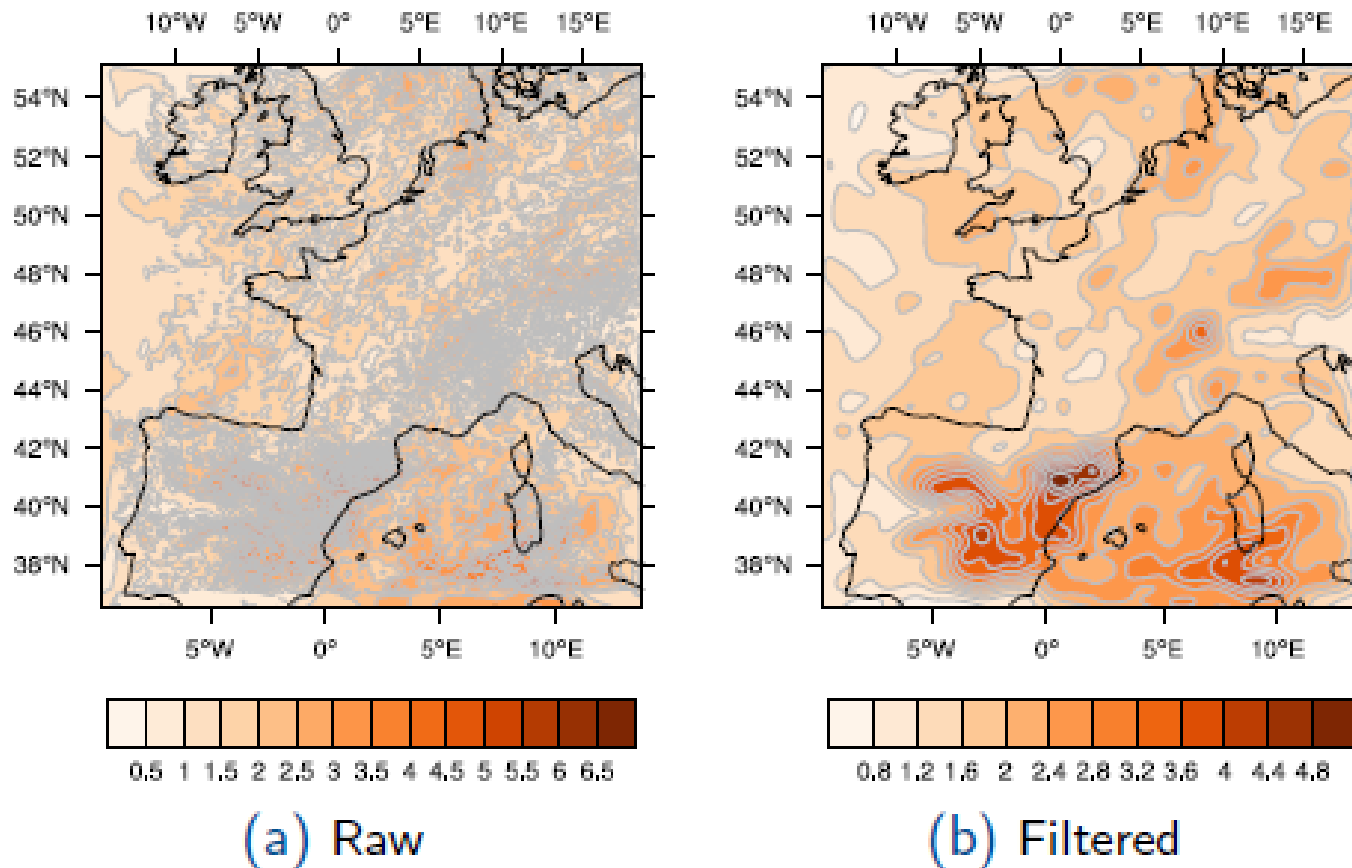 10°W 5°W 0° 5°E 10°E 15°E
10°W 5°W 0° 5°E 10°E 15°E
54°N
52°N
50°N
48°N
46°N
44°N
42°N
40°N
38°N
54°N
52°N
50°N
48°N
46°N
44°N
42°N
40°N
38°N
5°W 0° 5°E 10°E
5°W 0° 5°E 10°E
0.5 1 1.5 2 2.5 3 3.5 4 4.5 5 5.5 6 6.5
0.8 1.2 1.6 2 2.4 2.8 3.2 3.6 4 4.4 4.8
(a) Raw
(b) Filtered